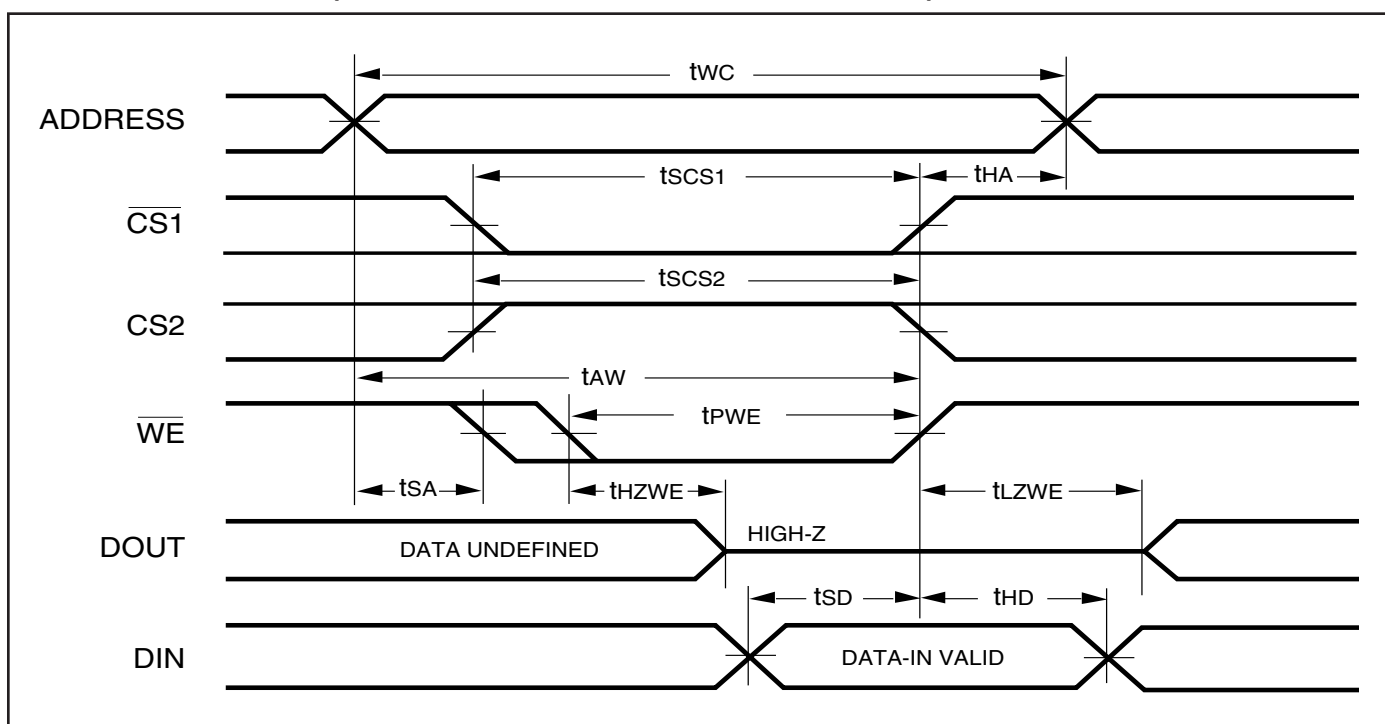 tWC
ADDRESS
tSCS1
tHA
CS1
tSCS2
CS2
tAW
tPWE
WE
tSA
tHZWE
tLZWE
DOUT
DATA UNDEFINED
HIGH-Z
tSD
tHD
DIN
DATA-IN VALID